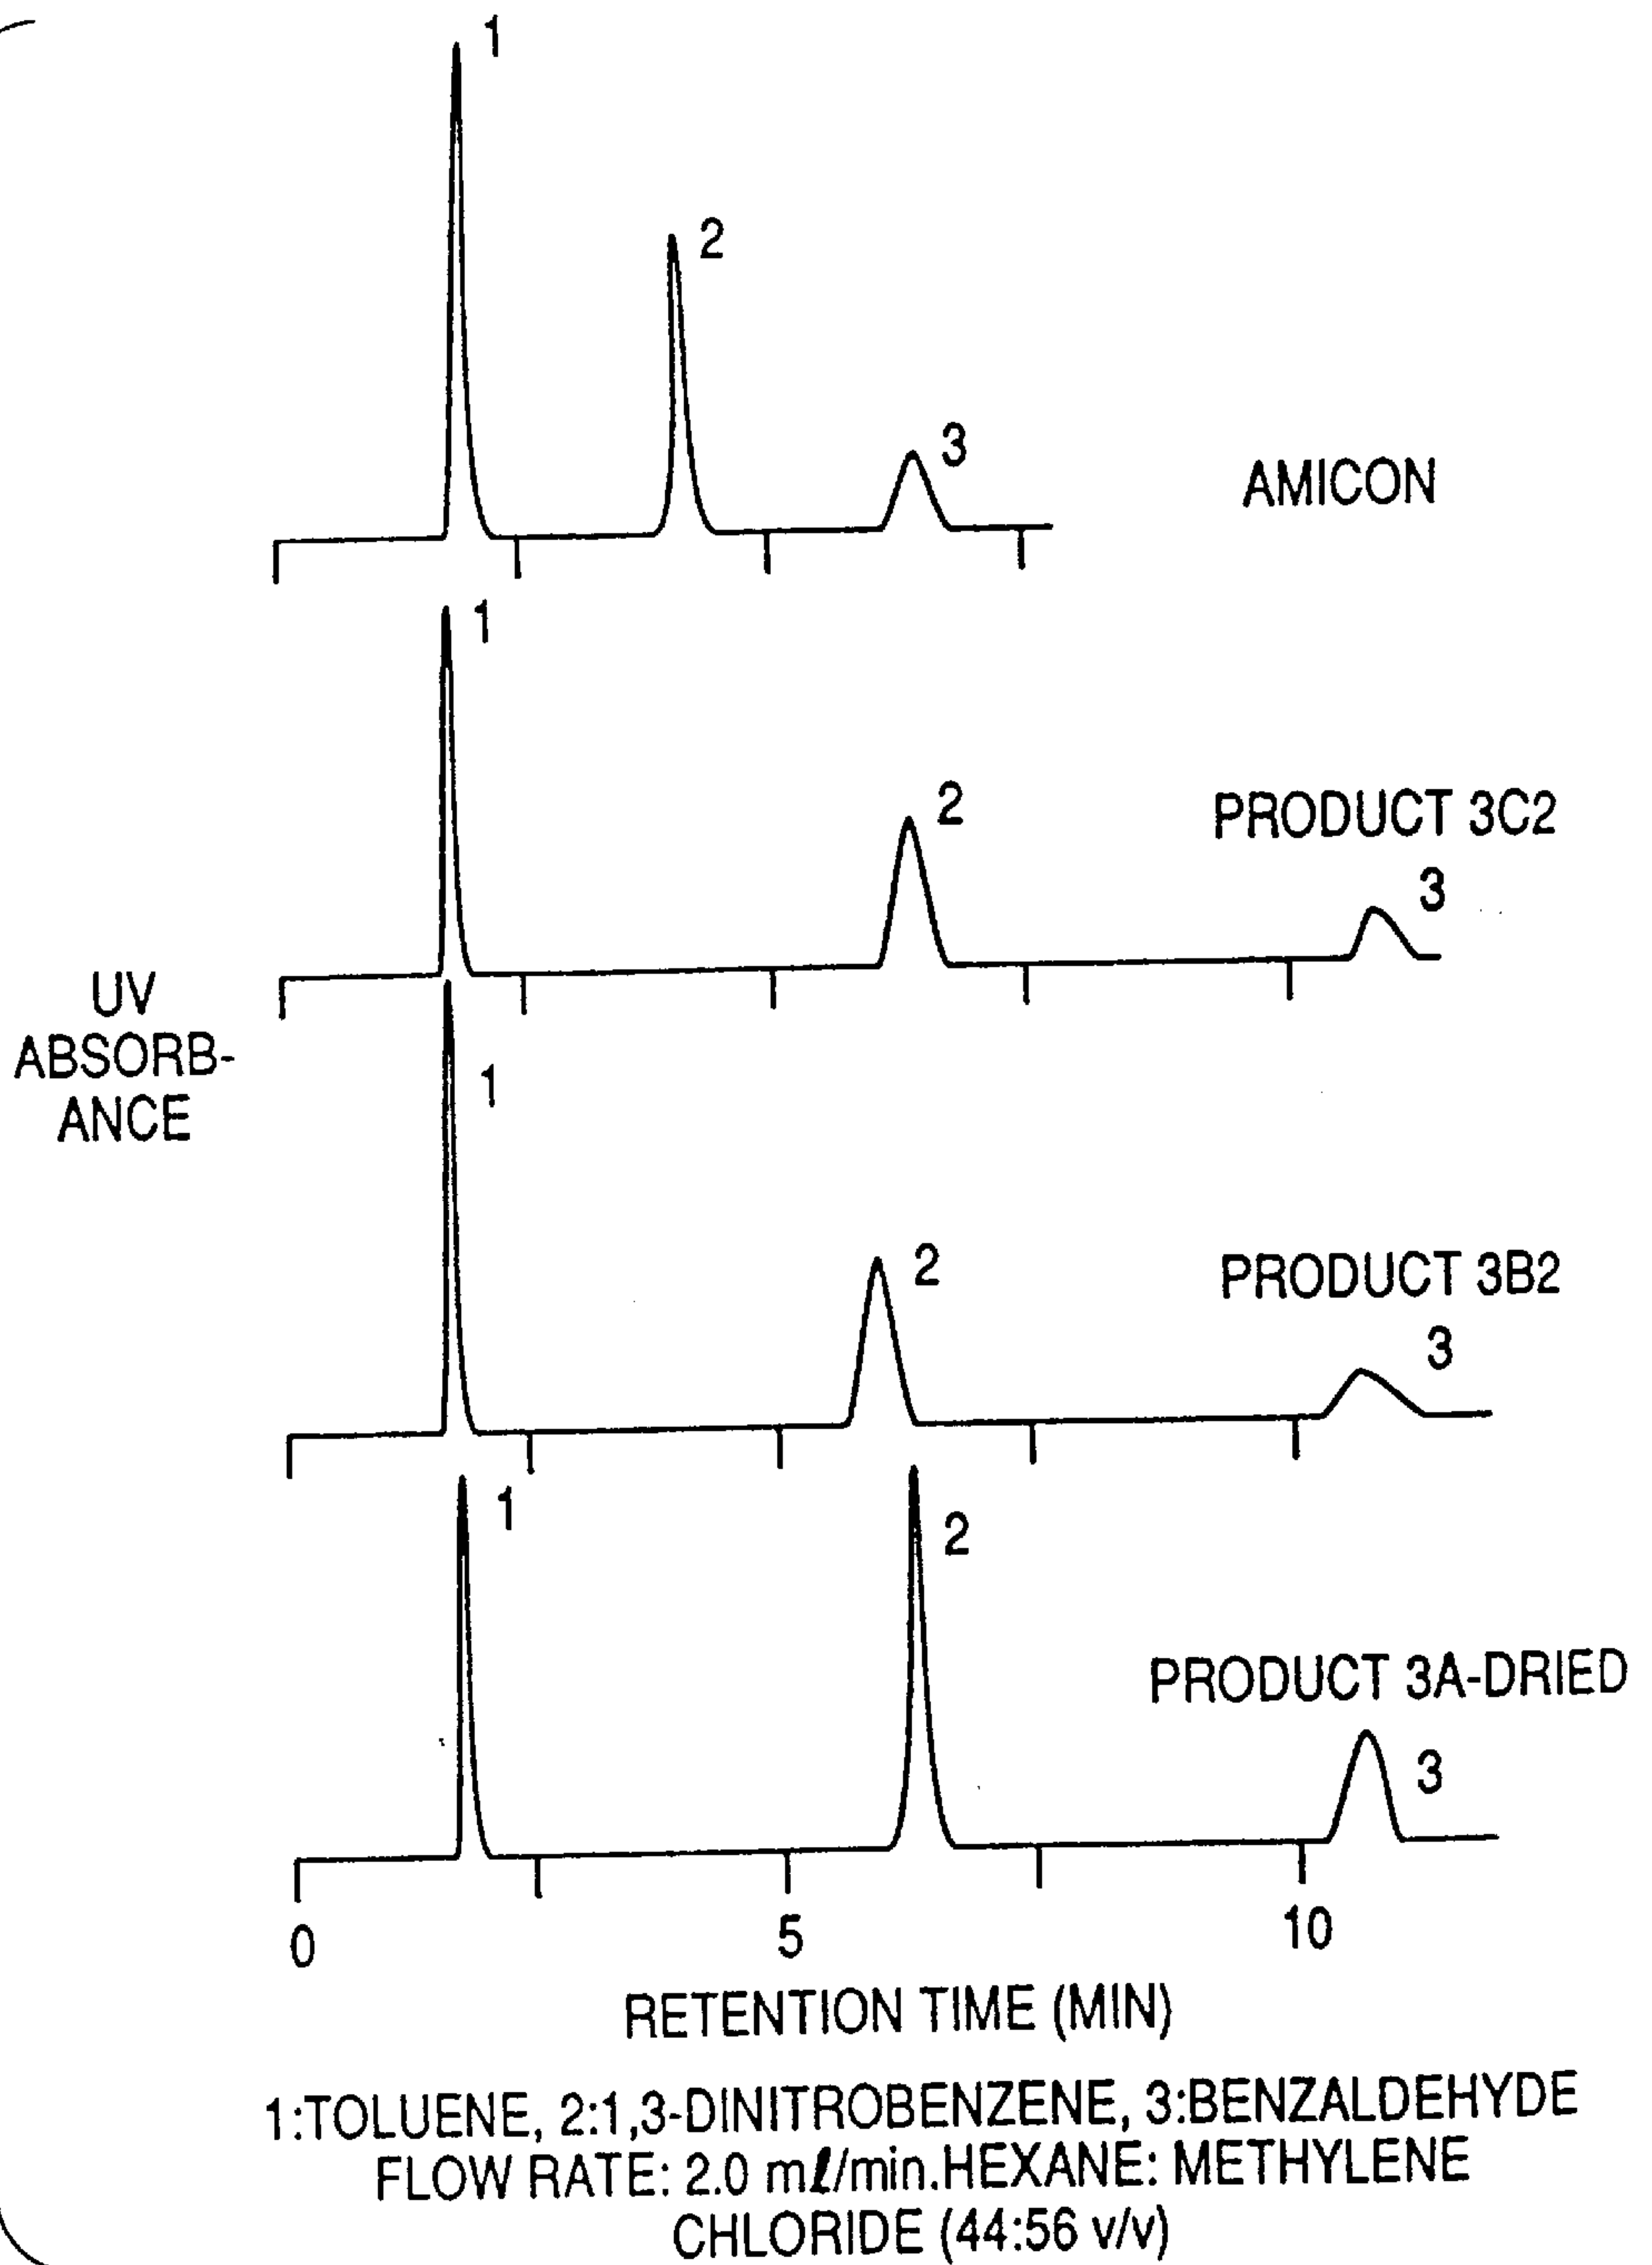 1
2
3
AMICON
1
2
PRODUCT 3C2
3
UV
ABSORB-
ANCE
1
2
PRODUCT 3B2
3
1
2
PRODUCT 3A-DRIED
3
0
5
10
RETENTION TIME (MIN)
1:TOLUENE, 2:1,3-DINITROBENZENE, 3:BENZALDEHYDE
FLOW RATE: 2.0 mℓ/min.HEXANE: METHYLENE
CHLORIDE (44:56 v/v)